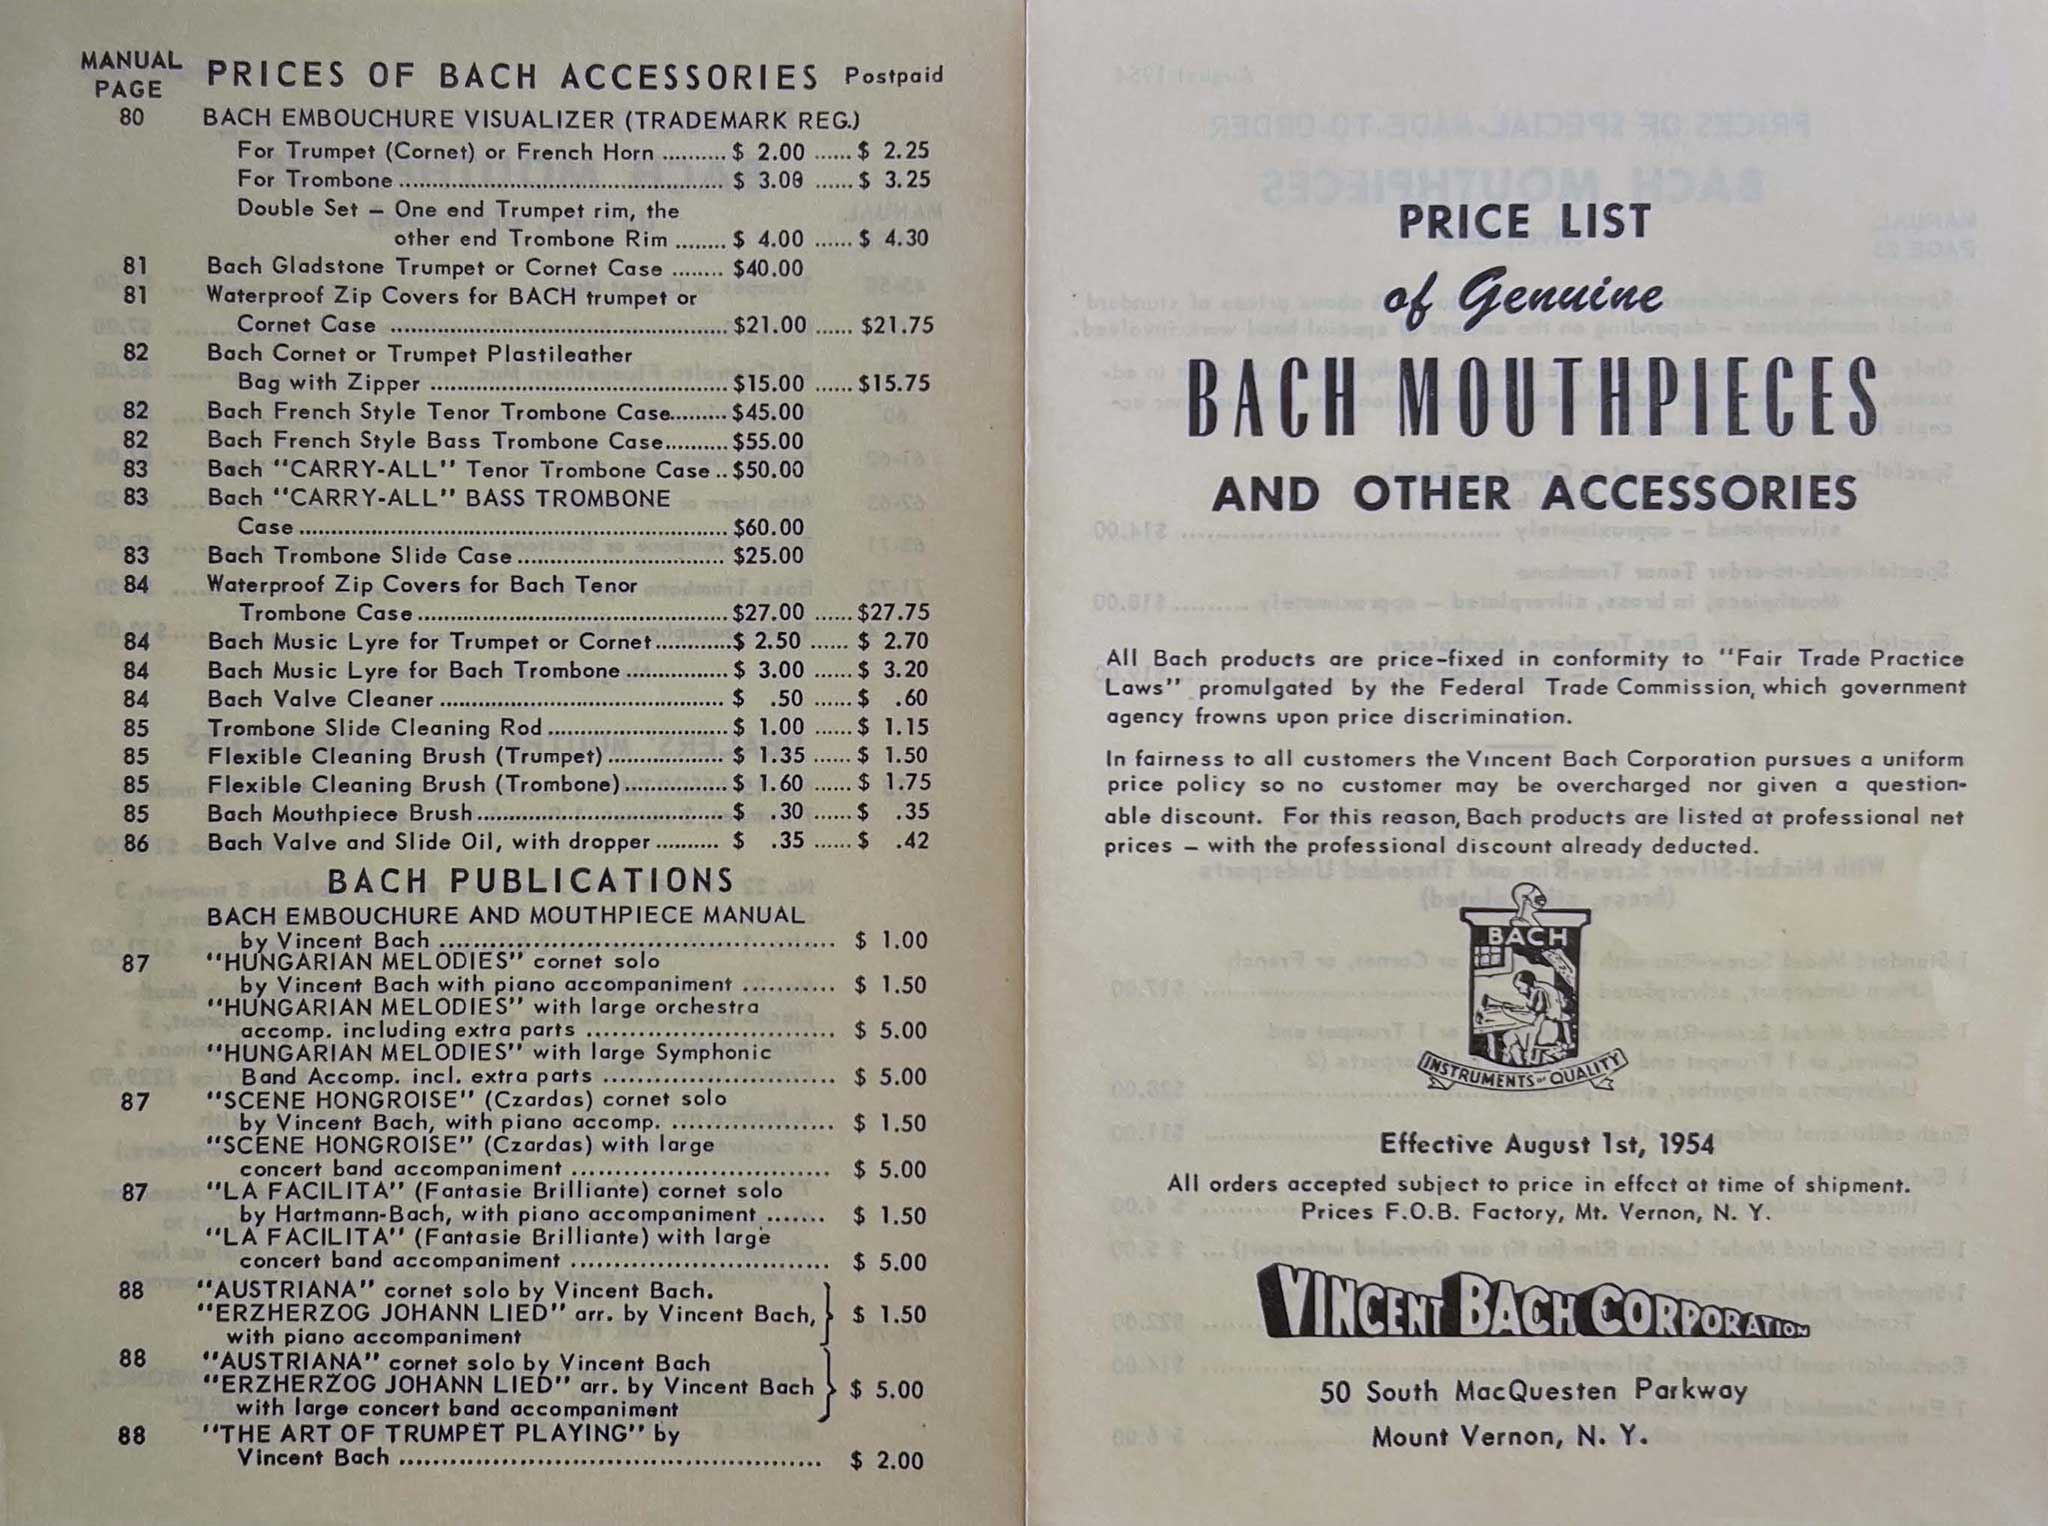 MANUAL
PAGE
PRICES OF BACH ACCESSORIES Postpaid
80 BACH EMBOUCHURE VISUALIZER (TRADEMARK REG.)
For Trumpet (Cornet) or French Horn .......... $ 2.00 ...... $ 2.25
For Trombone ............................................. $ 3.00 ...... $ 3.25
Double Set – One end Trumpet rim, the
other end Trombone Rim ........ $ 4.00 ...... $ 4.30
81 Bach Gladstone Trumpet or Cornet Case ........ $40.00
81 Waterproof Zip Covers for BACH trumpet or
Cornet Case .............................................. $21.00 ...... $21.75
82 Bach Cornet or Trumpet Plastileather
Bag with Zipper ......................................... $15.00 ...... $15.75
82 Bach French Style Tenor Trombone Case......... $45.00
82 Bach French Style Bass Trombone Case.......... $55.00
83 Bach "CARRY-ALL" Tenor Trombone Case .. $50.00
83 Bach "CARRY-ALL" BASS TROMBONE
Case .......................................................... $60.00
83 Bach Trombone Slide Case ............................ $25.00
84 Waterproof Zip Covers for Bach Tenor
Trombone Case .......................................... $27.00 ...... $27.75
84 Bach Music Lyre for Trumpet or Cornet............ $ 2.50 ...... $ 2.70
84 Bach Music Lyre for Bach Trombone ................ $ 3.00 ...... $ 3.20
84 Bach Valve Cleaner ....................................... $ .50 ...... $ .60
85 Trombone Slide Cleaning Rod ......................... $ 1.00 ...... $ 1.15
85 Flexible Cleaning Brush (Trumpet) .................. $ 1.35 ...... $ 1.50
85 Flexible Cleaning Brush (Trombone)................ $ 1.60 ...... $ 1.75
85 Bach Mouthpiece Brush................................... $ .30 ...... $ .35
86 Bach Valve and Slide Oil, with dropper .......... $ .35 ...... $ .42
BACH PUBLICATIONS
BACH EMBOUCHURE AND MOUTHPIECE MANUAL
by Vincent Bach ............................................... $ 1.00
87 "HUNGARIAN MELODIES" cornet solo
by Vincent Bach with piano accompaniment ........... $ 1.50
"HUNGARIAN MELODIES" with large orchestra
accomp. including extra parts .............................. $ 5.00
"HUNGARIAN MELODIES" with large Symphonic
Band Accomp. incl. extra parts ............................ $ 5.00
87 "SCENE HONGROISE" (Czardas) cornet solo
by Vincent Bach, with piano accomp. ................... $ 1.50
"SCENE HONGROISE" (Czardas) with large
concert band accompaniment ............................... $ 5.00
87 "LA FACILITA" (Fantasie Brilliante) cornet solo
by Hartmann-Bach, with piano accompaniment ....... $ 1.50
"LA FACILITA" (Fantasie Brilliante) with large
concert band accompaniment ............................... $ 5.00
88 "AUSTRIANA" cornet solo by Vincent Bach.
"ERZHERZOG JOHANN LIED" arr. by Vincent Bach, $ 1.50
with piano accompaniment
88 "AUSTRIANA" cornet solo by Vincent Bach
"ERZHERZOG JOHANN LIED" arr. by Vincent Bach $ 5.00
with large concert band accompaniment
88 "THE ART OF TRUMPET PLAYING" by
Vincent Bach .................................................. $ 2.00
PRICE LIST
of Genuine
BACH MOUTHPIECES
AND OTHER ACCESSORIES
All Bach products are price-fixed in conformity to "Fair Trade Practice
Laws" promulgated by the Federal Trade Commission, which government
agency frowns upon price discrimination.
In fairness to all customers the Vincent Bach Corporation pursues a uniform
price policy so no customer may be overcharged nor given a question-
able discount. For this reason, Bach products are listed at professional net
prices – with the professional discount already deducted.
BACH
INSTRUMENTS OF QUALITY
Effective August 1st, 1954
All orders accepted subject to price in effect at time of shipment.
Prices F.O.B. Factory, Mt. Vernon, N. Y.
VINCENT BACH CORPORATION
50 South MacQuesten Parkway
Mount Vernon, N. Y.